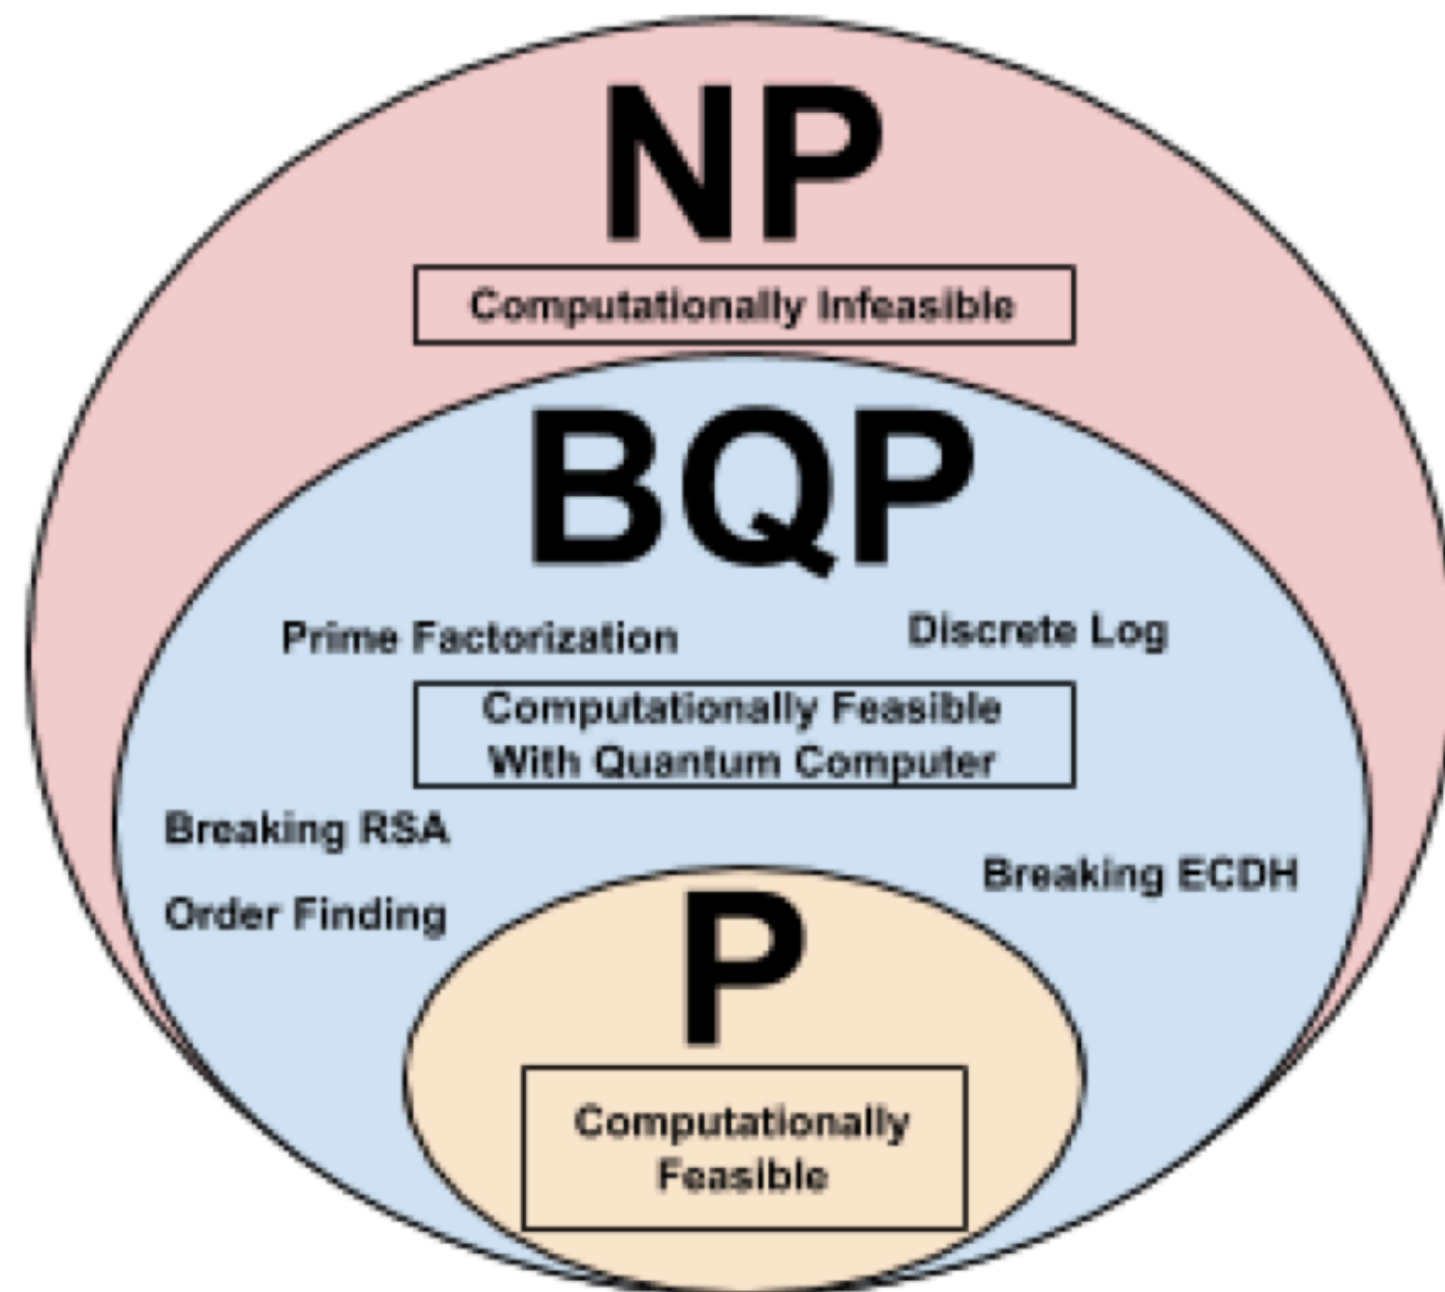 NP
Computationally Infeasible
BQP
Prime Factorization
Discrete Log
Computationally Feasible
With Quantum Computer
Breaking RSA
Breaking ECDH
Order Finding
P
Computationally
Feasible